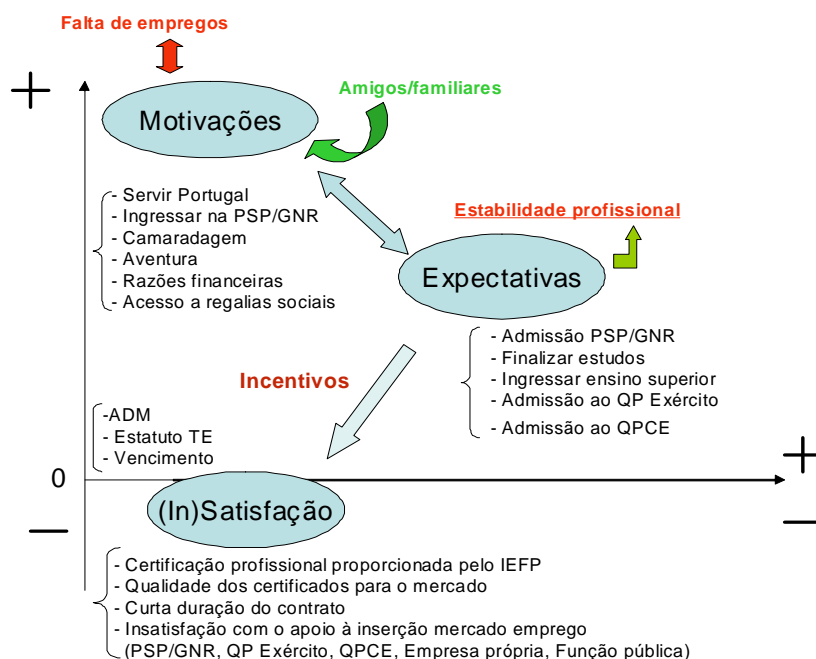 Falta de empregos
+
Amigos/familiares
Motivações
- Servir Portugal
- Ingressar na PSP/GNR
- Camaradagem
- Aventura
- Razões financeiras
- Acesso a regalias sociais
Estabilidade profissional
Expectativas
- Admissão PSP/GNR
- Finalizar estudos
- Ingressar ensino superior
- Admissão ao QP Exército
- Admissão ao QPCE
Incentivos
-ADM
- Estatuto TE
- Vencimento
0
+
(In)Satisfação
—
—
- Certificação profissional proporcionada pelo IEFP
- Qualidade dos certificados para o mercado
- Curta duração do contrato
- Insatisfação com o apoio à inserção mercado emprego
(PSP/GNR, QP Exército, QPCE, Empresa própria, Função pública)